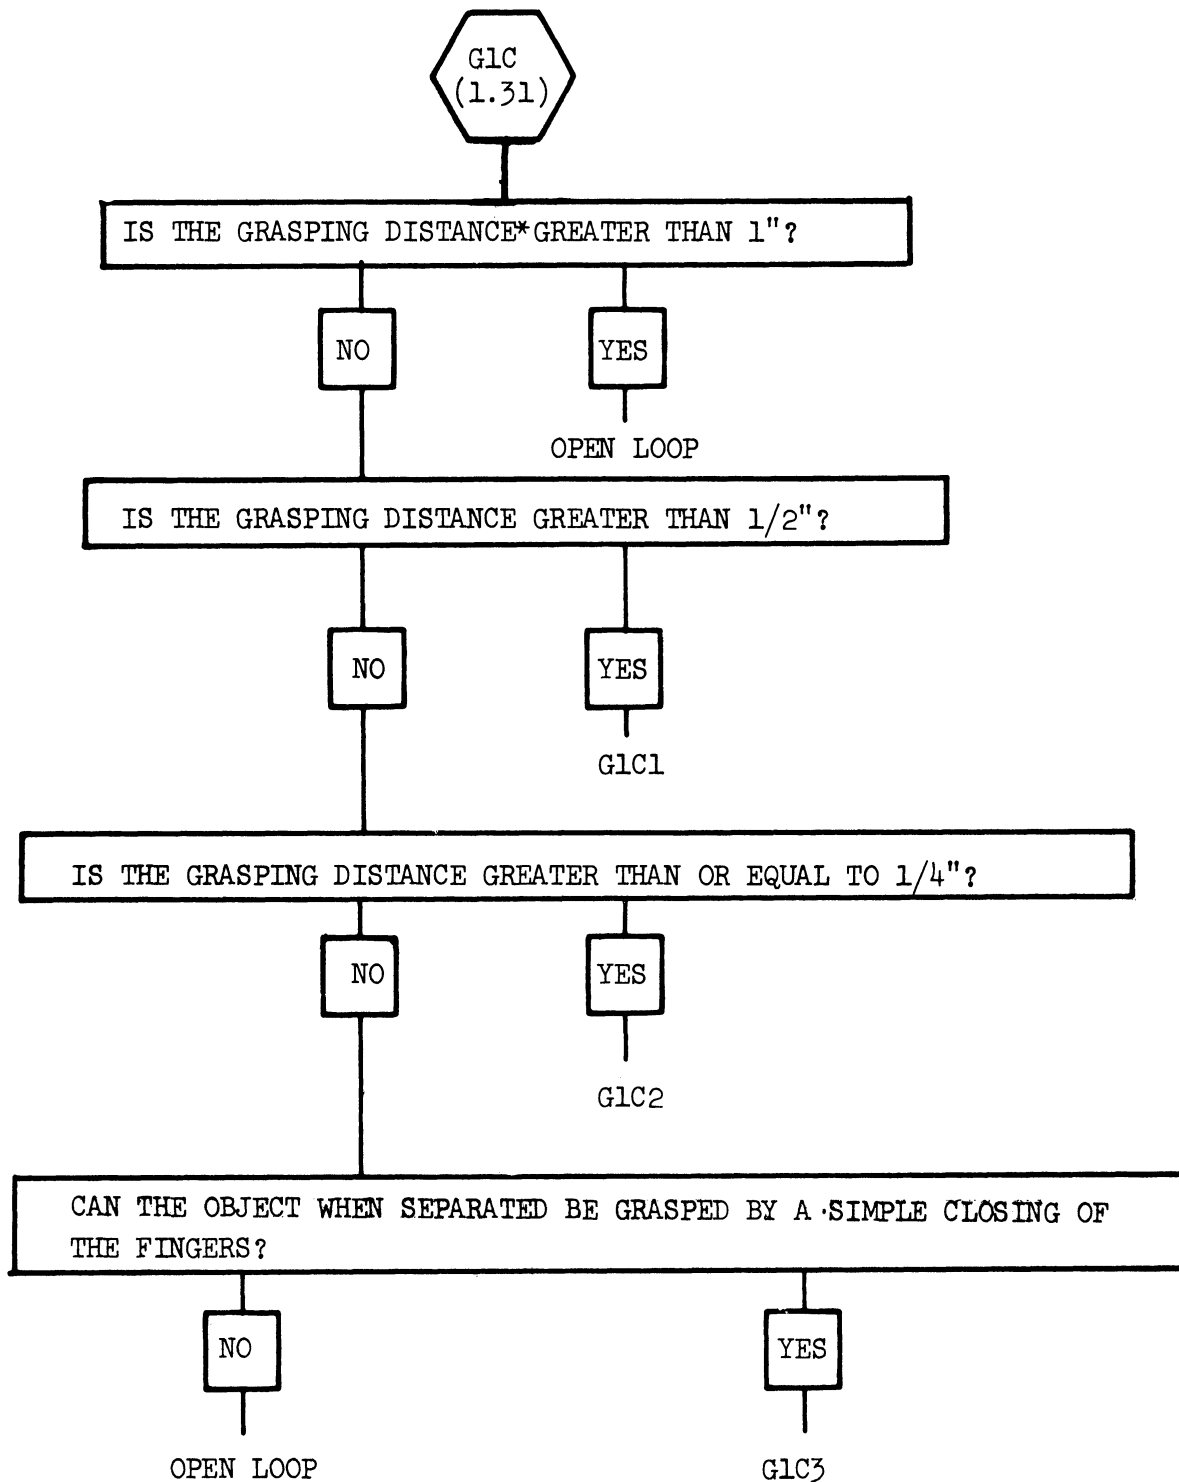 G1C
(1.31)
IS THE GRASPING DISTANCE*GREATER THAN 1"?
NO
YES
OPEN LOOP
IS THE GRASPING DISTANCE GREATER THAN 1/2"?
NO
YES
G1C1
IS THE GRASPING DISTANCE GREATER THAN OR EQUAL TO 1/4"?
NO
YES
G1C2
CAN THE OBJECT WHEN SEPARATED BE GRASPED BY A SIMPLE CLOSING OF
THE FINGERS?
NO
YES
OPEN LOOP
G1C3